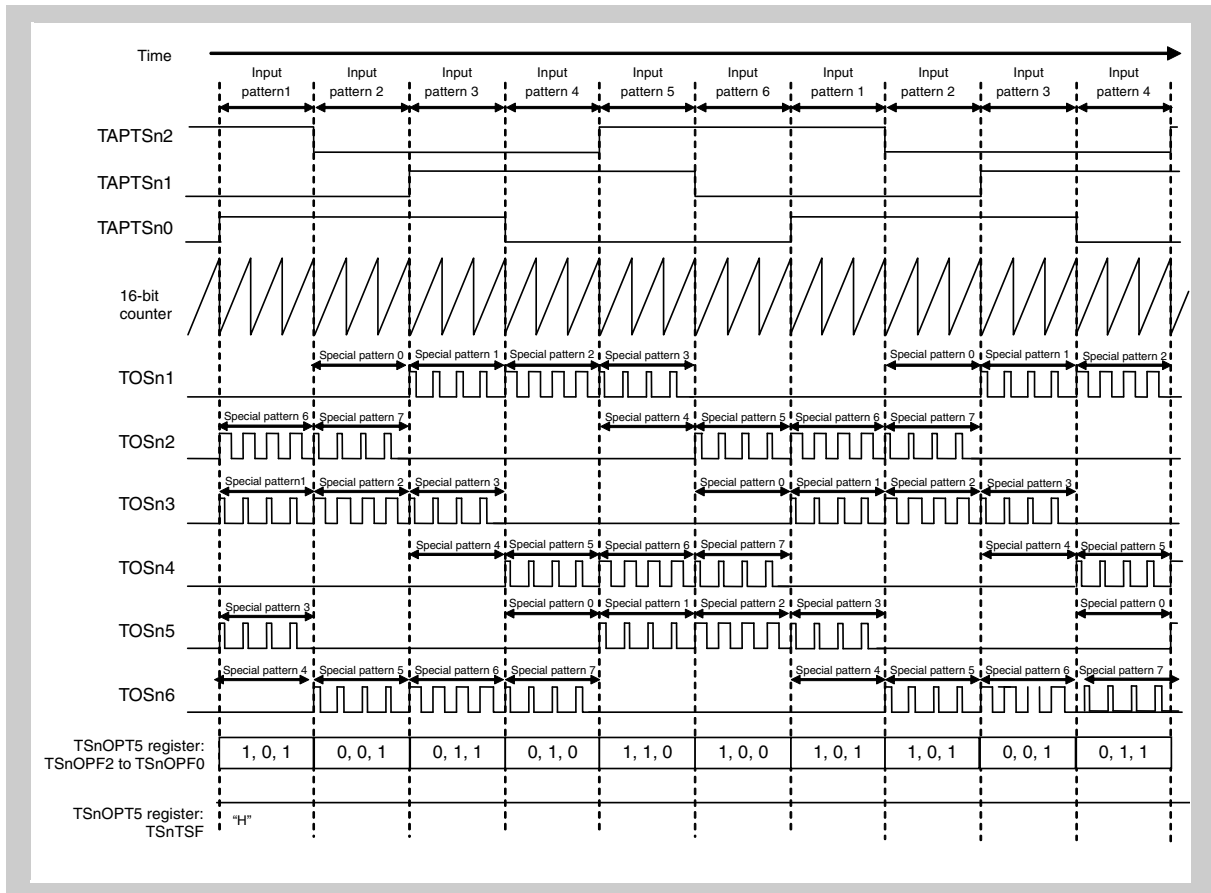 Time
Input Input Input Input Input Input Input Input Input Input
pattern1 pattern 2 pattern 3 pattern 4 pattern 5 pattern 6 pattern 1 pattern 2 pattern 3 pattern 4
TAPTSn2
TAPTSn1
TAPTSn0
16-bit
counter
Special pattern 0 Special pattern 1 Special pattern 2 Special pattern 3 Special pattern 0 Special pattern 1 Special pattern 2
TOSn1
Special pattern 6 Special pattern 7 Special pattern 4 Special pattern 5 Special pattern 6 Special pattern 7
TOSn2
Special pattern1 Special pattern 2 Special pattern 3 Special pattern 0 Special pattern 1 Special pattern 2 Special pattern 3
TOSn3
Special pattern 4 Special pattern 5 Special pattern 6 Special pattern 7 Special pattern 4 Special pattern 5
TOSn4
Special pattern 3 Special pattern 0 Special pattern 1 Special pattern 2 Special pattern 3 Special pattern 0
TOSn5
Special pattern 4 Special pattern 5 Special pattern 6 Special pattern 7 Special pattern 4 Special pattern 5 Special pattern 6 Special pattern 7
TOSn6
TSnOPT5 register:
TSnOPF2 to TSnOPF0
1, 0, 1 0, 0, 1 0, 1, 1 0, 1, 0 1, 1, 0 1, 0, 0 1, 0, 1 1, 0, 1 0, 0, 1 0, 1, 1
TSnOPT5 register:
TSnTSF
“H”